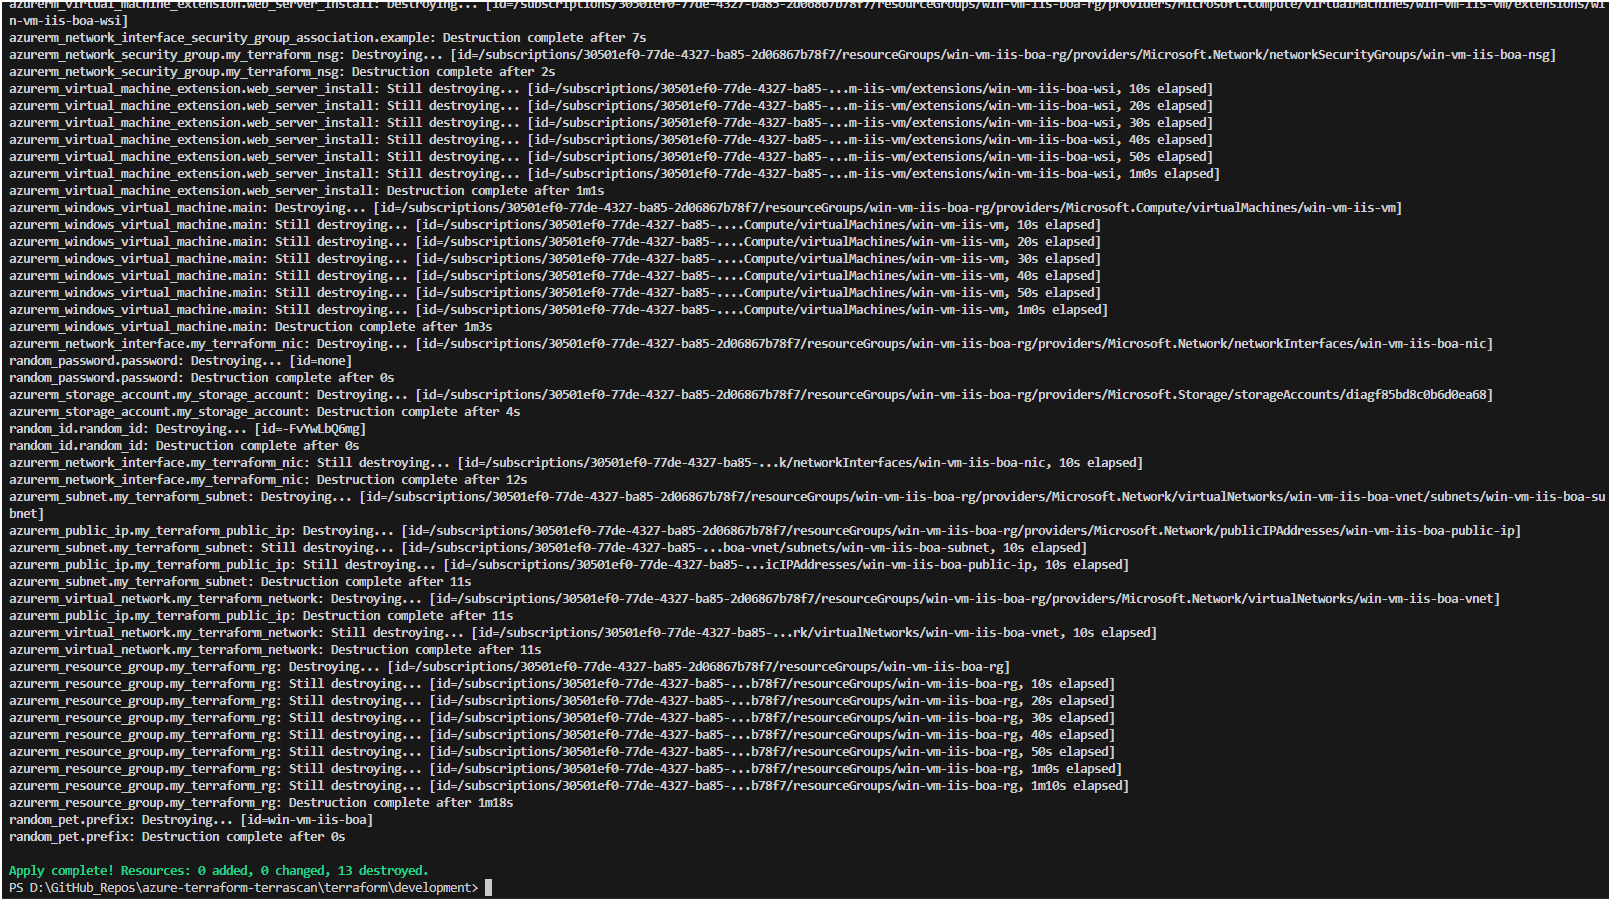 azurerm_virtual_machine_extension.web_server_install: Destroying... [id=/subscriptions/30501ef0-77de-4327-ba85-2d06867b78f7/resourceGroups/win-vm-iis-boa-rg/providers/Microsoft.Compute/virtualMachines/win-vm-iis-vm/extensions/wi
n-vm-iis-boa-wsi]
azurerm_network_interface_security_group_association.example: Destruction complete after 7s
azurerm_network_security_group.my_terraform_nsg: Destroying... [id=/subscriptions/30501ef0-77de-4327-ba85-2d06867b78f7/resourceGroups/win-vm-iis-boa-rg/providers/Microsoft.Network/networkSecurityGroups/win-vm-iis-boa-nsg]
azurerm_network_security_group.my_terraform_nsg: Destruction complete after 2s
azurerm_virtual_machine_extension.web_server_install: Still destroying... [id=/subscriptions/30501ef0-77de-4327-ba85-...m-iis-vm/extensions/win-vm-iis-boa-wsi, 10s elapsed]
azurerm_virtual_machine_extension.web_server_install: Still destroying... [id=/subscriptions/30501ef0-77de-4327-ba85-...m-iis-vm/extensions/win-vm-iis-boa-wsi, 20s elapsed]
azurerm_virtual_machine_extension.web_server_install: Still destroying... [id=/subscriptions/30501ef0-77de-4327-ba85-...m-iis-vm/extensions/win-vm-iis-boa-wsi, 30s elapsed]
azurerm_virtual_machine_extension.web_server_install: Still destroying... [id=/subscriptions/30501ef0-77de-4327-ba85-...m-iis-vm/extensions/win-vm-iis-boa-wsi, 40s elapsed]
azurerm_virtual_machine_extension.web_server_install: Still destroying... [id=/subscriptions/30501ef0-77de-4327-ba85-...m-iis-vm/extensions/win-vm-iis-boa-wsi, 50s elapsed]
azurerm_virtual_machine_extension.web_server_install: Still destroying... [id=/subscriptions/30501ef0-77de-4327-ba85-...m-iis-vm/extensions/win-vm-iis-boa-wsi, 1m0s elapsed]
azurerm_virtual_machine_extension.web_server_install: Destruction complete after 1m1s
azurerm_windows_virtual_machine.main: Destroying... [id=/subscriptions/30501ef0-77de-4327-ba85-2d06867b78f7/resourceGroups/win-vm-iis-boa-rg/providers/Microsoft.Compute/virtualMachines/win-vm-iis-vm]
azurerm_windows_virtual_machine.main: Still destroying... [id=/subscriptions/30501ef0-77de-4327-ba85-....Compute/virtualMachines/win-vm-iis-vm, 10s elapsed]
azurerm_windows_virtual_machine.main: Still destroying... [id=/subscriptions/30501ef0-77de-4327-ba85-....Compute/virtualMachines/win-vm-iis-vm, 20s elapsed]
azurerm_windows_virtual_machine.main: Still destroying... [id=/subscriptions/30501ef0-77de-4327-ba85-....Compute/virtualMachines/win-vm-iis-vm, 30s elapsed]
azurerm_windows_virtual_machine.main: Still destroying... [id=/subscriptions/30501ef0-77de-4327-ba85-....Compute/virtualMachines/win-vm-iis-vm, 40s elapsed]
azurerm_windows_virtual_machine.main: Still destroying... [id=/subscriptions/30501ef0-77de-4327-ba85-....Compute/virtualMachines/win-vm-iis-vm, 50s elapsed]
azurerm_windows_virtual_machine.main: Still destroying... [id=/subscriptions/30501ef0-77de-4327-ba85-....Compute/virtualMachines/win-vm-iis-vm, 1m0s elapsed]
azurerm_windows_virtual_machine.main: Destruction complete after 1m3s
azurerm_network_interface.my_terraform_nic: Destroying... [id=/subscriptions/30501ef0-77de-4327-ba85-2d06867b78f7/resourceGroups/win-vm-iis-boa-rg/providers/Microsoft.Network/networkInterfaces/win-vm-iis-boa-nic]
random_password.password: Destroying... [id=none]
random_password.password: Destruction complete after 0s
azurerm_storage_account.my_storage_account: Destroying... [id=/subscriptions/30501ef0-77de-4327-ba85-2d06867b78f7/resourceGroups/win-vm-iis-boa-rg/providers/Microsoft.Storage/storageAccounts/diagf85bd8c0b6d0ea68]
azurerm_storage_account.my_storage_account: Destruction complete after 4s
random_id.random_id: Destroying... [id=-FvYwLbQ6mg]
random_id.random_id: Destruction complete after 0s
azurerm_network_interface.my_terraform_nic: Still destroying... [id=/subscriptions/30501ef0-77de-4327-ba85-...k/networkInterfaces/win-vm-iis-boa-nic, 10s elapsed]
azurerm_network_interface.my_terraform_nic: Destruction complete after 12s
azurerm_subnet.my_terraform_subnet: Destroying... [id=/subscriptions/30501ef0-77de-4327-ba85-2d06867b78f7/resourceGroups/win-vm-iis-boa-rg/providers/Microsoft.Network/virtualNetworks/win-vm-iis-boa-vnet/subnets/win-vm-iis-boa-su
bnet]
azurerm_public_ip.my_terraform_public_ip: Destroying... [id=/subscriptions/30501ef0-77de-4327-ba85-2d06867b78f7/resourceGroups/win-vm-iis-boa-rg/providers/Microsoft.Network/publicIPAddresses/win-vm-iis-boa-public-ip]
azurerm_subnet.my_terraform_subnet: Still destroying... [id=/subscriptions/30501ef0-77de-4327-ba85-...boa-vnet/subnets/win-vm-iis-boa-subnet, 10s elapsed]
azurerm_public_ip.my_terraform_public_ip: Still destroying... [id=/subscriptions/30501ef0-77de-4327-ba85-...icIPAddresses/win-vm-iis-boa-public-ip, 10s elapsed]
azurerm_subnet.my_terraform_subnet: Destruction complete after 11s
azurerm_virtual_network.my_terraform_network: Destroying... [id=/subscriptions/30501ef0-77de-4327-ba85-2d06867b78f7/resourceGroups/win-vm-iis-boa-rg/providers/Microsoft.Network/virtualNetworks/win-vm-iis-boa-vnet]
azurerm_public_ip.my_terraform_public_ip: Destruction complete after 11s
azurerm_virtual_network.my_terraform_network: Still destroying... [id=/subscriptions/30501ef0-77de-4327-ba85-...rk/virtualNetworks/win-vm-iis-boa-vnet, 10s elapsed]
azurerm_virtual_network.my_terraform_network: Destruction complete after 11s
azurerm_resource_group.my_terraform_rg: Destroying... [id=/subscriptions/30501ef0-77de-4327-ba85-2d06867b78f7/resourceGroups/win-vm-iis-boa-rg]
azurerm_resource_group.my_terraform_rg: Still destroying... [id=/subscriptions/30501ef0-77de-4327-ba85-...b78f7/resourceGroups/win-vm-iis-boa-rg, 10s elapsed]
azurerm_resource_group.my_terraform_rg: Still destroying... [id=/subscriptions/30501ef0-77de-4327-ba85-...b78f7/resourceGroups/win-vm-iis-boa-rg, 20s elapsed]
azurerm_resource_group.my_terraform_rg: Still destroying... [id=/subscriptions/30501ef0-77de-4327-ba85-...b78f7/resourceGroups/win-vm-iis-boa-rg, 30s elapsed]
azurerm_resource_group.my_terraform_rg: Still destroying... [id=/subscriptions/30501ef0-77de-4327-ba85-...b78f7/resourceGroups/win-vm-iis-boa-rg, 40s elapsed]
azurerm_resource_group.my_terraform_rg: Still destroying... [id=/subscriptions/30501ef0-77de-4327-ba85-...b78f7/resourceGroups/win-vm-iis-boa-rg, 50s elapsed]
azurerm_resource_group.my_terraform_rg: Still destroying... [id=/subscriptions/30501ef0-77de-4327-ba85-...b78f7/resourceGroups/win-vm-iis-boa-rg, 1m0s elapsed]
azurerm_resource_group.my_terraform_rg: Still destroying... [id=/subscriptions/30501ef0-77de-4327-ba85-...b78f7/resourceGroups/win-vm-iis-boa-rg, 1m10s elapsed]
azurerm_resource_group.my_terraform_rg: Destruction complete after 1m18s
random_pet.prefix: Destroying... [id=win-vm-iis-boa]
random_pet.prefix: Destruction complete after 0s
Apply complete! Resources: 0 added, 0 changed, 13 destroyed.
PS D:\GitHub_Repos\azure-terraform-terrascan\terraform\development>